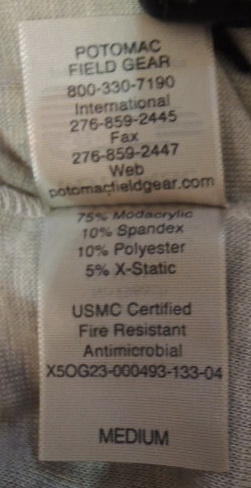 POTOMAC
FIELD GEAR
800-330-7190
International
276-859-2445
Fax
276-859-2447
Web
potomacfieldgear.com
75% Modacrylic
10% Spandex
10% Polyester
5% X-Static
USMC Certified
Fire Resistant
Antimicrobial
X5OG23-000493-133-04
MEDIUM